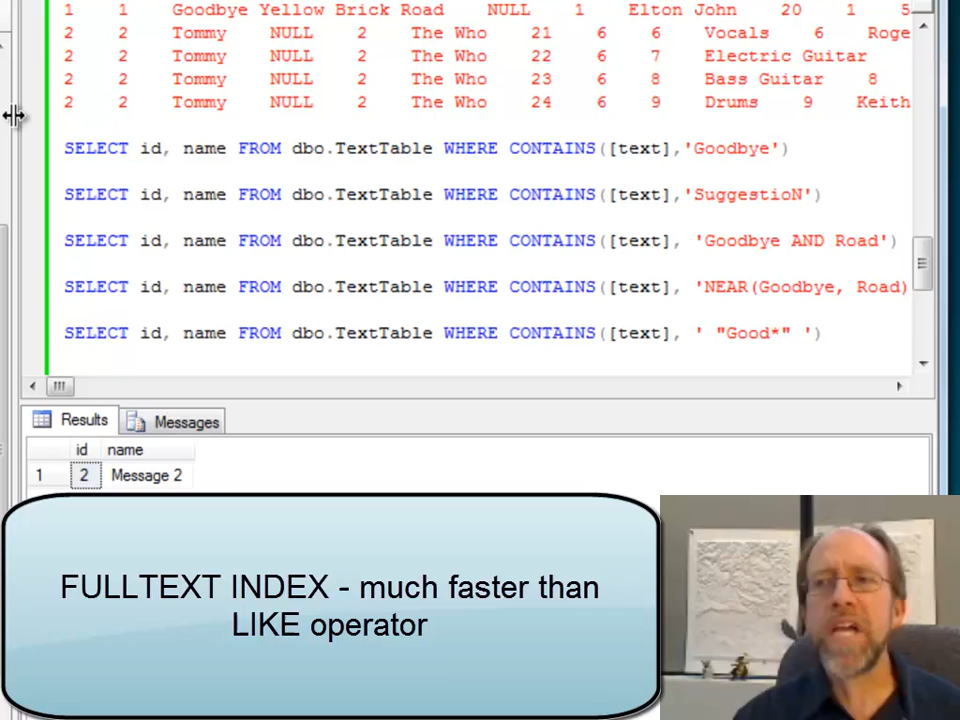 1 1 Goodbye Yellow Brick Road NULL 1 Elton John 20 1 5
2 2 Tommy NULL 2 The Who 21 6 6 Vocals 6 Roge
2 2 Tommy NULL 2 The Who 22 6 7 Electric Guitar
2 2 Tommy NULL 2 The Who 23 6 8 Bass Guitar 8
2 2 Tommy NULL 2 The Who 24 6 9 Drums 9 Keith
SELECT id, name FROM dbo.TextTable WHERE CONTAINS([text],'Goodbye')
SELECT id, name FROM dbo.TextTable WHERE CONTAINS([text],'SuggestioN')
SELECT id, name FROM dbo.TextTable WHERE CONTAINS([text], 'Goodbye AND Road')
SELECT id, name FROM dbo.TextTable WHERE CONTAINS([text], 'NEAR(Goodbye, Road)
SELECT id, name FROM dbo.TextTable WHERE CONTAINS([text], ' "Good*" ')
Results Messages
id name
1 2 Message 2
FULLTEXT INDEX - much faster than
LIKE operator